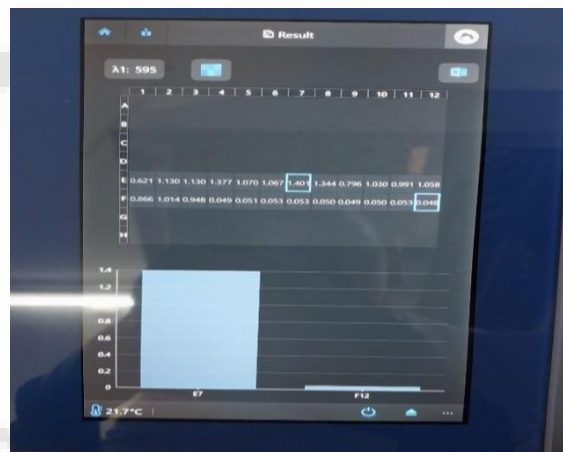 Result
λ1: 595
1 2 3 4 5 6 7 8 9 10 11 12
A
B
C
D
E 0.621 1.130 1.130 1.377 1.070 1.067 1.401 1.344 0.796 1.030 0.991 1.058
F 0.866 1.014 0.948 0.049 0.051 0.053 0.053 0.050 0.049 0.050 0.053 0.048
G
H
1.4
1.2
0.8
0.6
0.4
0.2
0
E7 F12
21.7°C